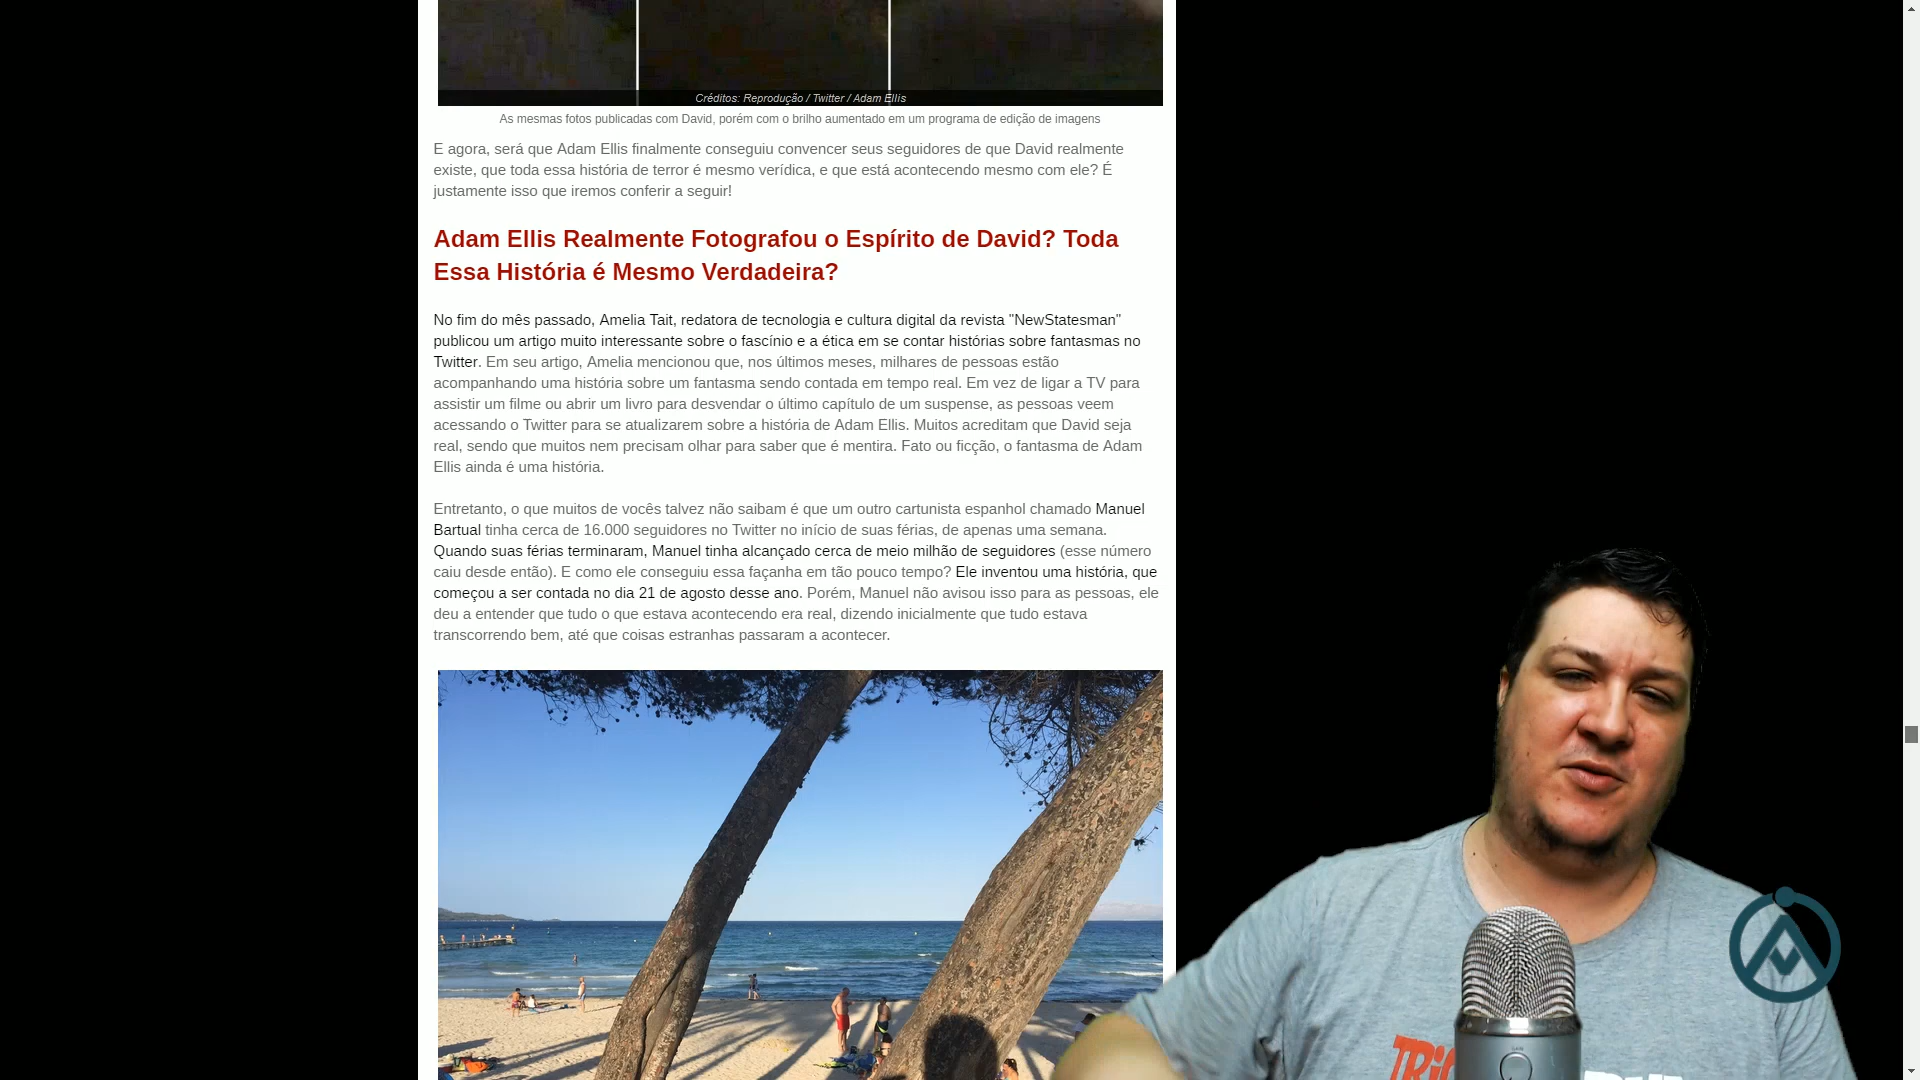 Créditos: Reprodução / Twitter / Adam Ellis
As mesmas fotos publicadas com David, porém com o brilho aumentado em um programa de edição de imagens
E agora, será que Adam Ellis finalmente conseguiu convencer seus seguidores de que David realmente
existe, que toda essa história de terror é mesmo verídica, e que está acontecendo mesmo com ele? É
justamente isso que iremos conferir a seguir!
Adam Ellis Realmente Fotografou o Espírito de David? Toda
Essa História é Mesmo Verdadeira?
No fim do mês passado, Amelia Tait, redatora de tecnologia e cultura digital da revista "NewStatesman"
publicou um artigo muito interessante sobre o fascínio e a ética em se contar histórias sobre fantasmas no
Twitter. Em seu artigo, Amelia mencionou que, nos últimos meses, milhares de pessoas estão
acompanhando uma história sobre um fantasma sendo contada em tempo real. Em vez de ligar a TV para
assistir um filme ou abrir um livro para desvendar o último capítulo de um suspense, as pessoas veem
acessando o Twitter para se atualizarem sobre a história de Adam Ellis. Muitos acreditam que David seja
real, sendo que muitos nem precisam olhar para saber que é mentira. Fato ou ficção, o fantasma de Adam
Ellis ainda é uma história.
Entretanto, o que muitos de vocês talvez não saibam é que um outro cartunista espanhol chamado Manuel
Bartual tinha cerca de 16.000 seguidores no Twitter no início de suas férias, de apenas uma semana.
Quando suas férias terminaram, Manuel tinha alcançado cerca de meio milhão de seguidores (esse número
caiu desde então). E como ele conseguiu essa façanha em tão pouco tempo? Ele inventou uma história, que
começou a ser contada no dia 21 de agosto desse ano. Porém, Manuel não avisou isso para as pessoas, ele
deu a entender que tudo o que estava acontecendo era real, dizendo inicialmente que tudo estava
transcorrendo bem, até que coisas estranhas passaram a acontecer.